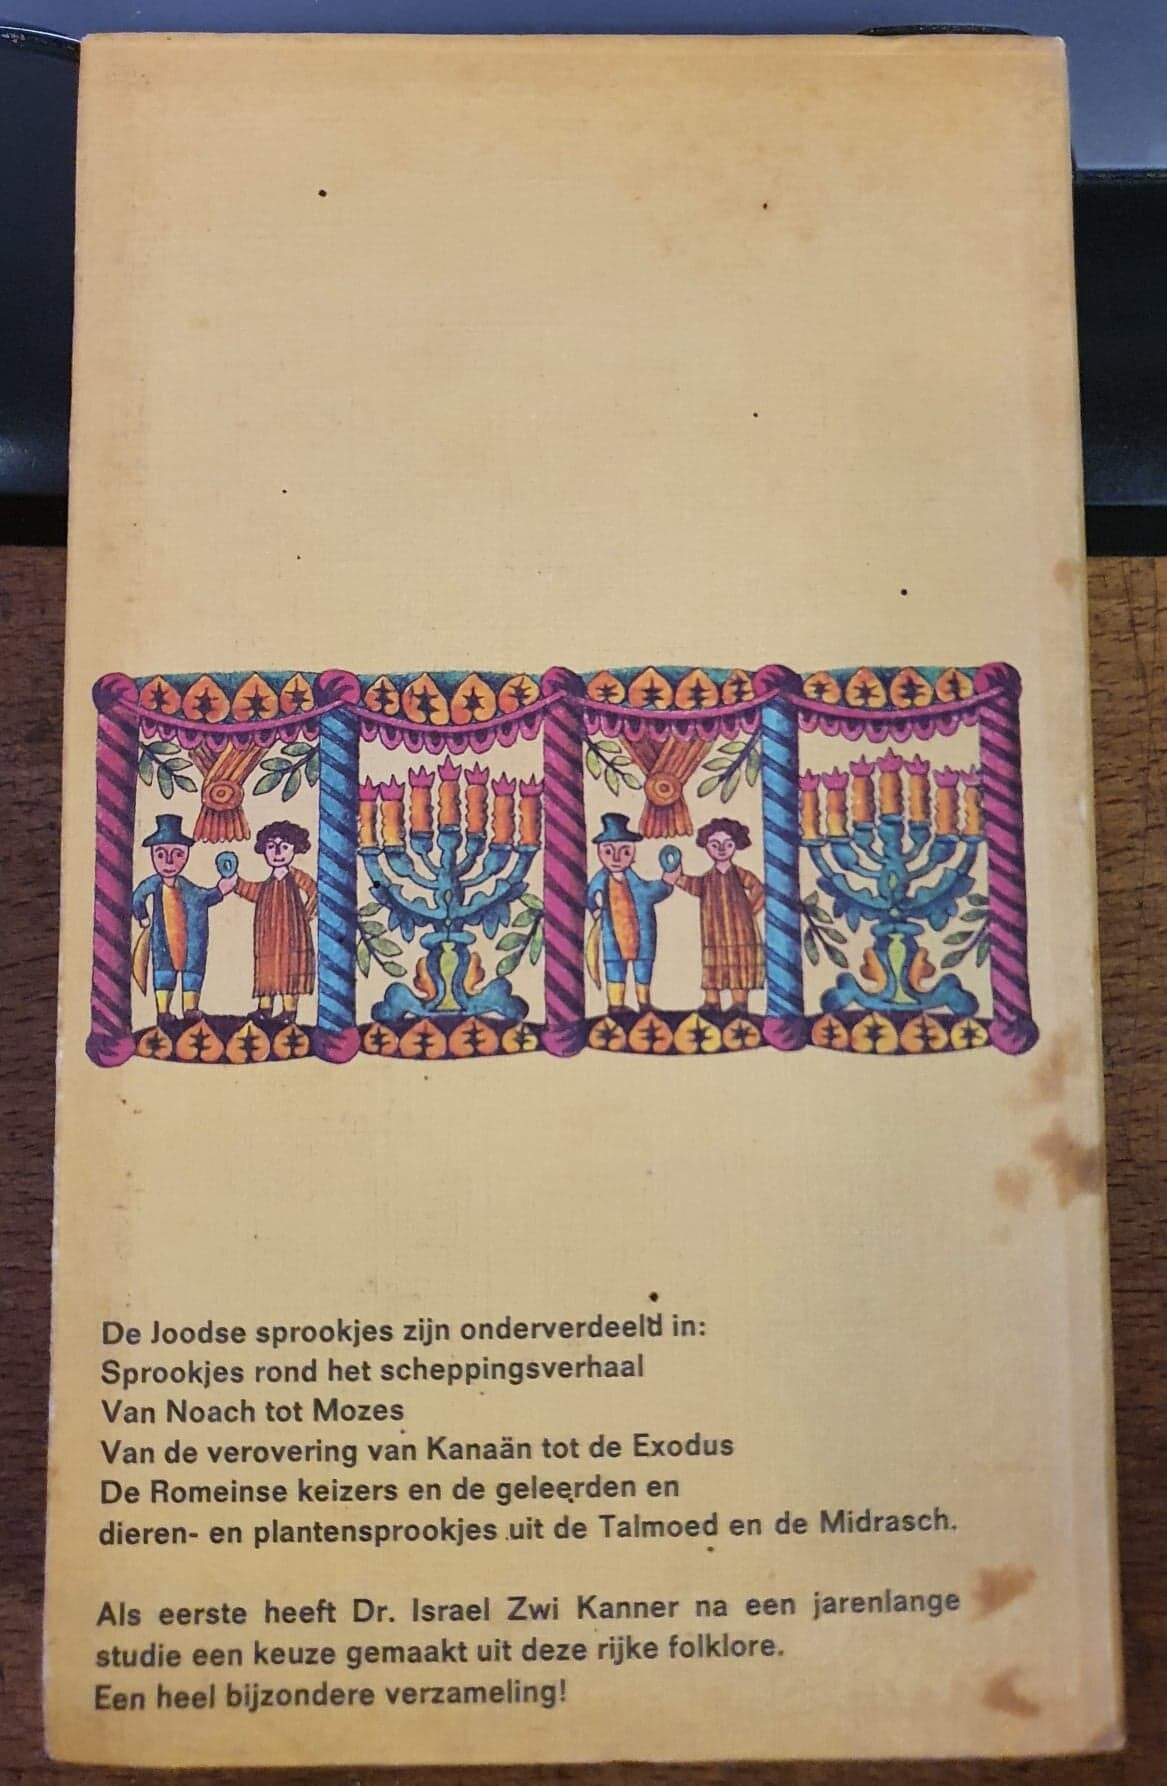 De Joodse sprookjes zijn onderverdeeld in:
Sprookjes rond het scheppingsverhaal
Van Noach tot Mozes
Van de verovering van Kanaän tot de Exodus
De Romeinse keizers en de geleerden en
dieren- en plantensprookjes uit de Talmoed en de Midrasch.
Als eerste heeft Dr. Israel Zwi Kanner na een jarenlange
studie een keuze gemaakt uit deze rijke folklore.
Een heel bijzondere verzameling!